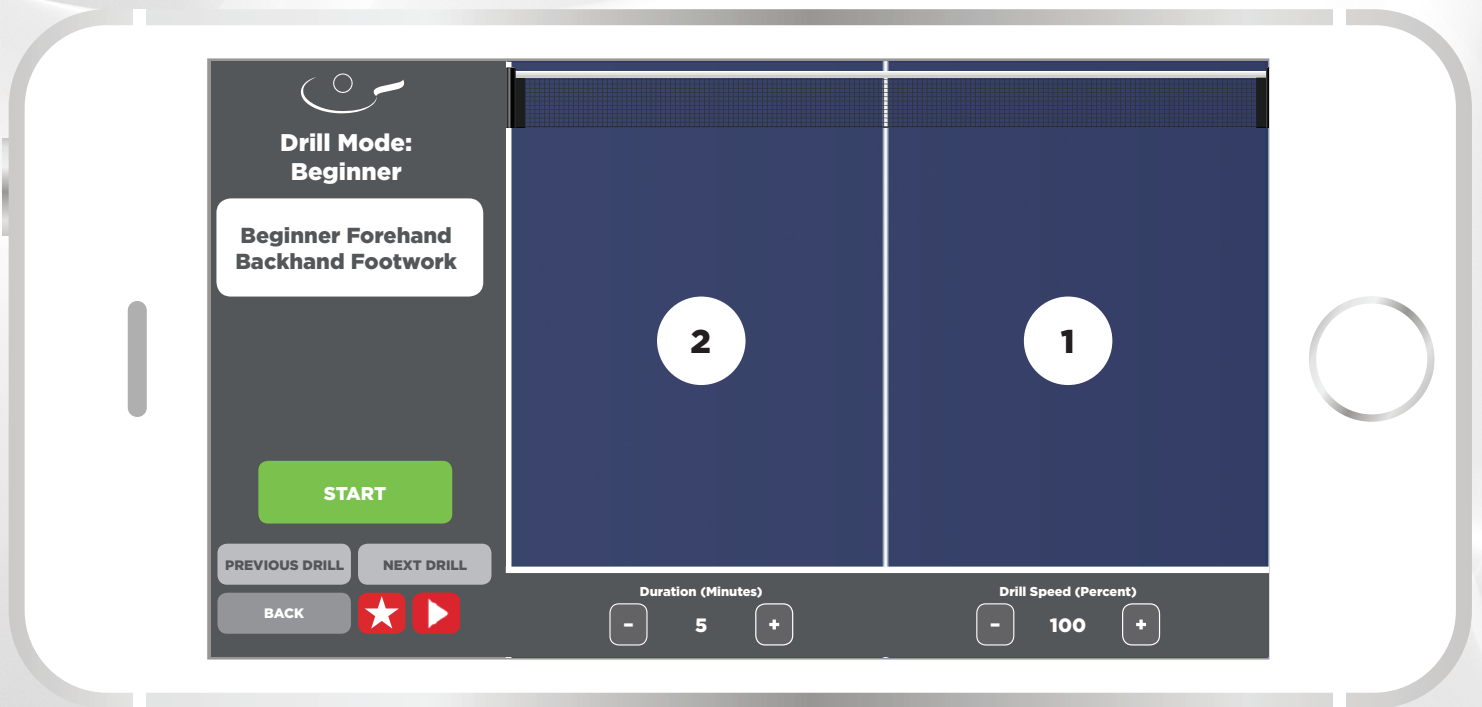 Drill Mode:
Beginner
Beginner Forehand
Backhand Footwork
START
PREVIOUS DRILL
NEXT DRILL
BACK
2
1
Duration (Minutes)
- 5 +
Drill Speed (Percent)
- 100 +